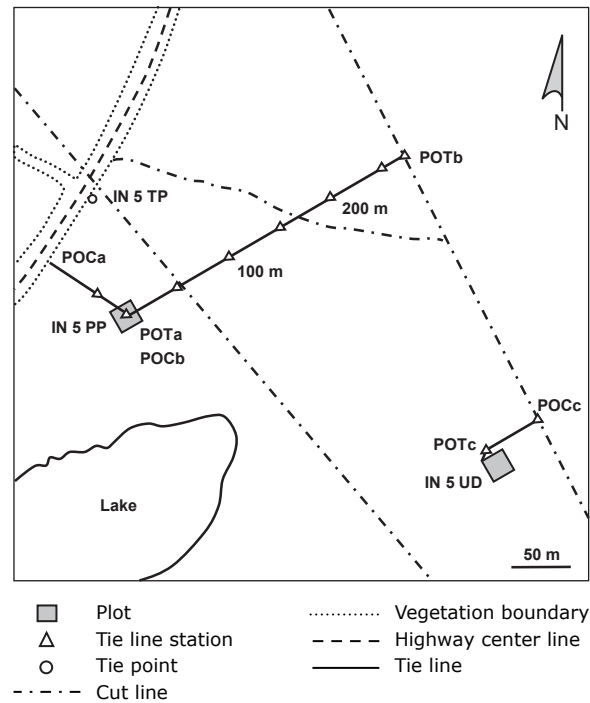 N
POTb
IN 5 TP
200 m
POCa
100 m
IN 5 PP
POTa
POCb
POCc
POTc
IN 5 UD
Lake
50 m
Plot
Vegetation boundary
Tie line station
Highway center line
Tie point
Tie line
Cut line